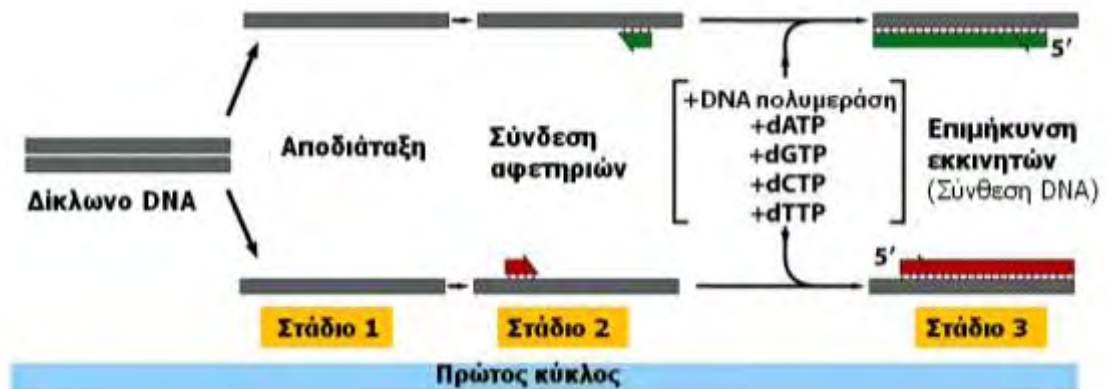 5'
+DNA πολυμεράση
+dATP
+dGTP
+dCTP
+dTTP
Αποδιάταξη
Σύνδεση
αφετηριών
Επιμήκυνση
εκκινητών
(Σύνθεση DNA)
Δίκλωνο DNA
5'
Στάδιο 1
Στάδιο 2
Στάδιο 3
Πρώτος κύκλος